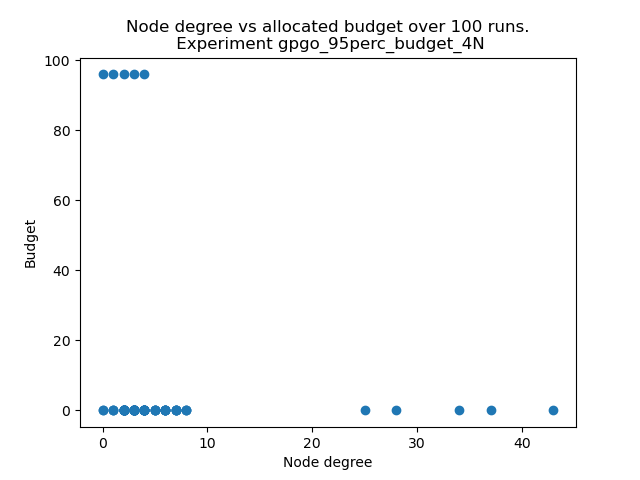 Node degree vs allocated budget over 100 runs.
Experiment gpgo_95perc_budget_4N
100
80
60
40
20
0
Budget
0 10 20 30 40
Node degree